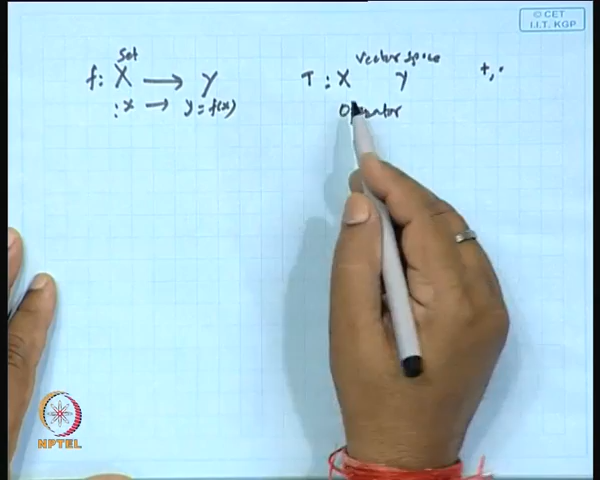 © CET
I.I.T. KGP
Set
f: X → Y
: x → y = f(x)
Vector space
T : X Y
+, ·
Operator
NPTEL